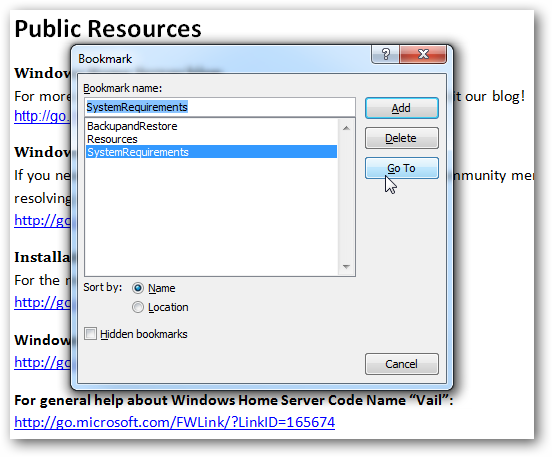 Public Resources
Bookmark
Window
Bookmark name:
For more
t our blog!
SystemRequirements
Add
http://go.
BackupandRestore
Resources
Delete
SystemRequirements
Window
If you ne
Go To
mmunity mer
resolving
http://go
Installa
Sort by:
Name
For the r
Location
http://go
Hidden bookmarks
Window
http://go
Cancel
For general help about Windows Home Server Code Name “Vail”:
http://go.microsoft.com/FWLink/?LinkID=165674